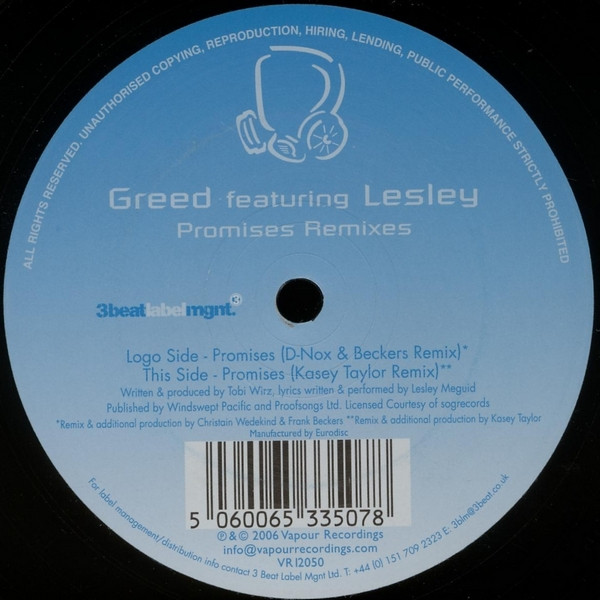 ALL RIGHTS RESERVED. UNAUTHORISED COPYING, REPRODUCTION, HIRING, LENDING, PUBLIC PERFORMANCE STRICTLY PROHIBITED
Greed featuring Lesley
Promises Remixes
3beatlabelmgmt.
Logo Side - Promises (D-Nox & Beckers Remix)*
This Side - Promises (Kasey Taylor Remix)**
Written & produced by Tobi Wirz, lyrics written & performed by Lesley Meguid
Published by Windswept Pacific and Proofsongs Ltd. Licensed Courtesy of sogrecords
*Remix & additional production by Christain Wedekind & Frank Beckers **Remix & additional production by Kasey Taylor
Manufactured by Eurodisc
5 060065 335078
℗ & © 2006 Vapour Recordings
info@vapourrecordings.com
VR12050
For label management/distribution info contact 3 Beat Label Mgnt Ltd. T: +44 (0) 151 709 2323 E: 3blm@3beat.co.uk